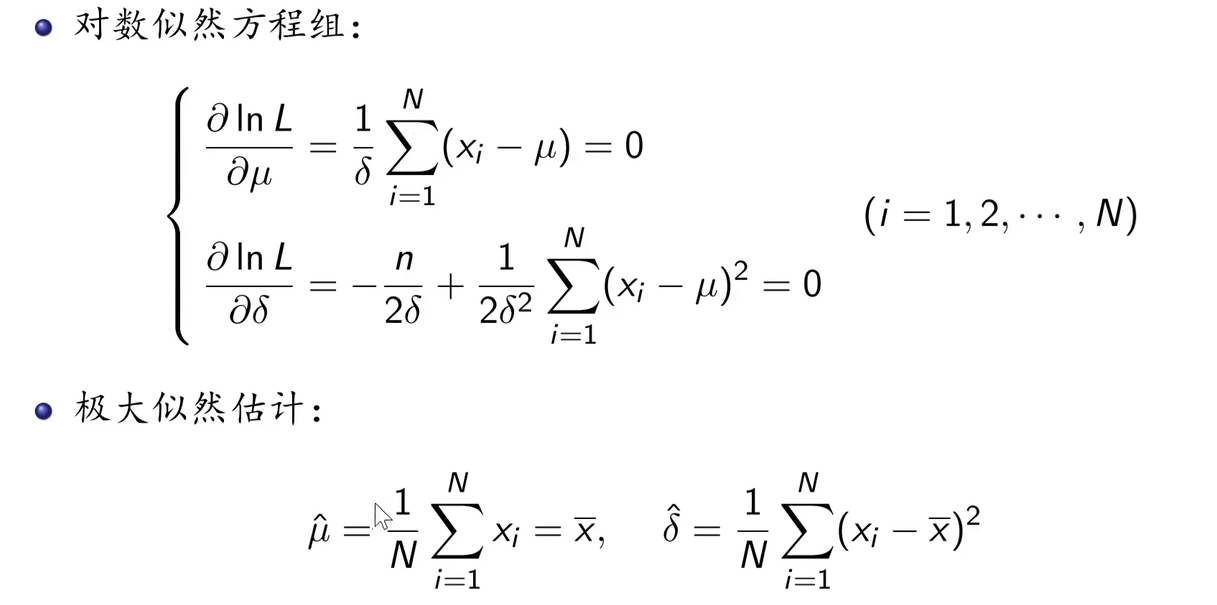 对数似然方程组:
∂ ln L / ∂μ = 1/δ ∑_{i=1}^{N} (x_i − μ) = 0
(i = 1, 2, ⋯ , N)
∂ ln L / ∂δ = − n/2δ + 1/2δ² ∑_{i=1}^{N} (x_i − μ)² = 0
极大似然估计:
μ̂ = 1/N ∑_{i=1}^{N} x_i = x̅, δ̂ = 1/N ∑_{i=1}^{N} (x_i − x̅)²